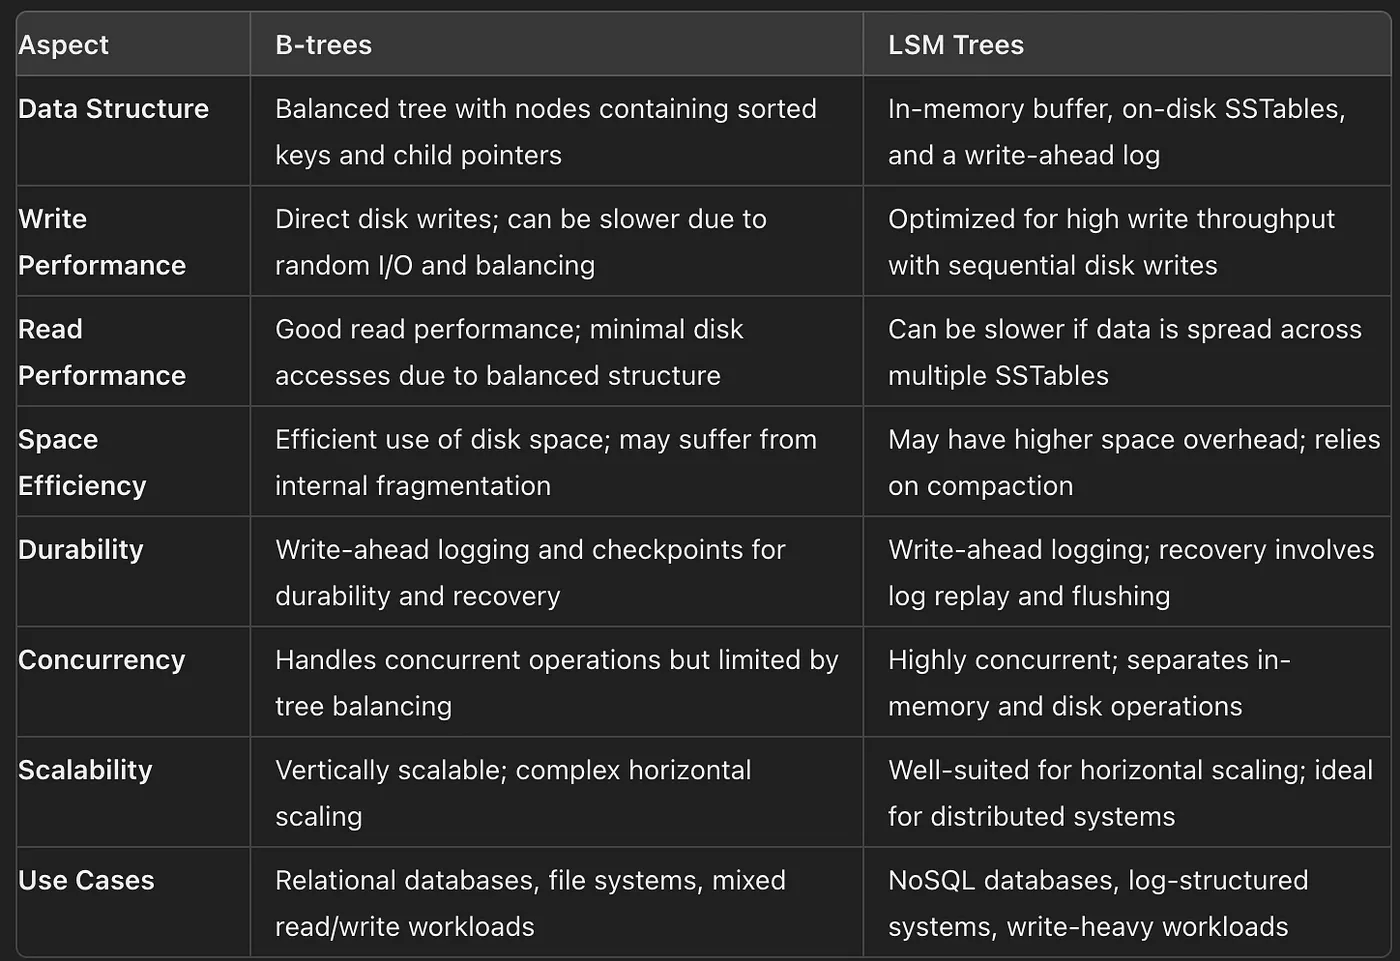 Aspect
B-trees
LSM Trees
Data Structure
Balanced tree with nodes containing sorted
keys and child pointers
In-memory buffer, on-disk SSTables,
and a write-ahead log
Write
Performance
Direct disk writes; can be slower due to
random I/O and balancing
Optimized for high write throughput
with sequential disk writes
Read
Performance
Good read performance; minimal disk
accesses due to balanced structure
Can be slower if data is spread across
multiple SSTables
Space
Efficiency
Efficient use of disk space; may suffer from
internal fragmentation
May have higher space overhead; relies
on compaction
Durability
Write-ahead logging and checkpoints for
durability and recovery
Write-ahead logging; recovery involves
log replay and flushing
Concurrency
Handles concurrent operations but limited by
tree balancing
Highly concurrent; separates in-
memory and disk operations
Scalability
Vertically scalable; complex horizontal
scaling
Well-suited for horizontal scaling; ideal
for distributed systems
Use Cases
Relational databases, file systems, mixed
read/write workloads
NoSQL databases, log-structured
systems, write-heavy workloads